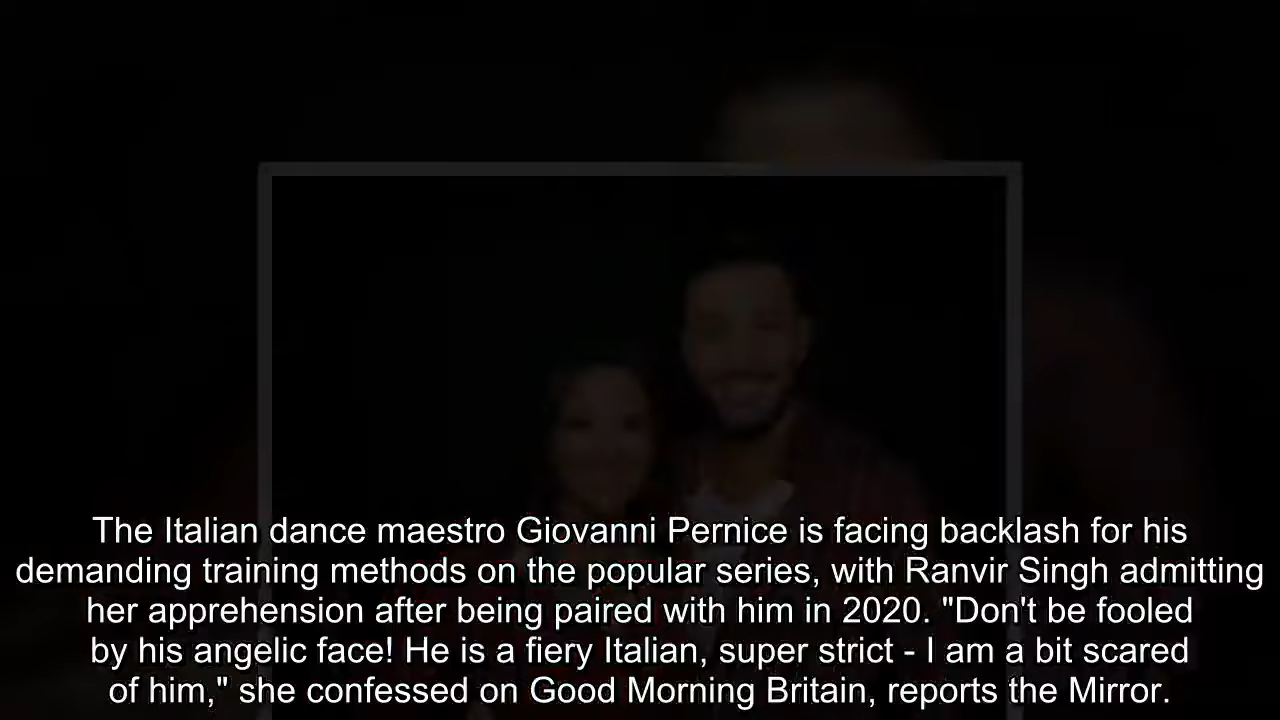 The Italian dance maestro Giovanni Pernice is facing backlash for his
demanding training methods on the popular series, with Ranvir Singh admitting
her apprehension after being paired with him in 2020. "Don't be fooled
by his angelic face! He is a fiery Italian, super strict - I am a bit scared
of him," she confessed on Good Morning Britain, reports the Mirror.